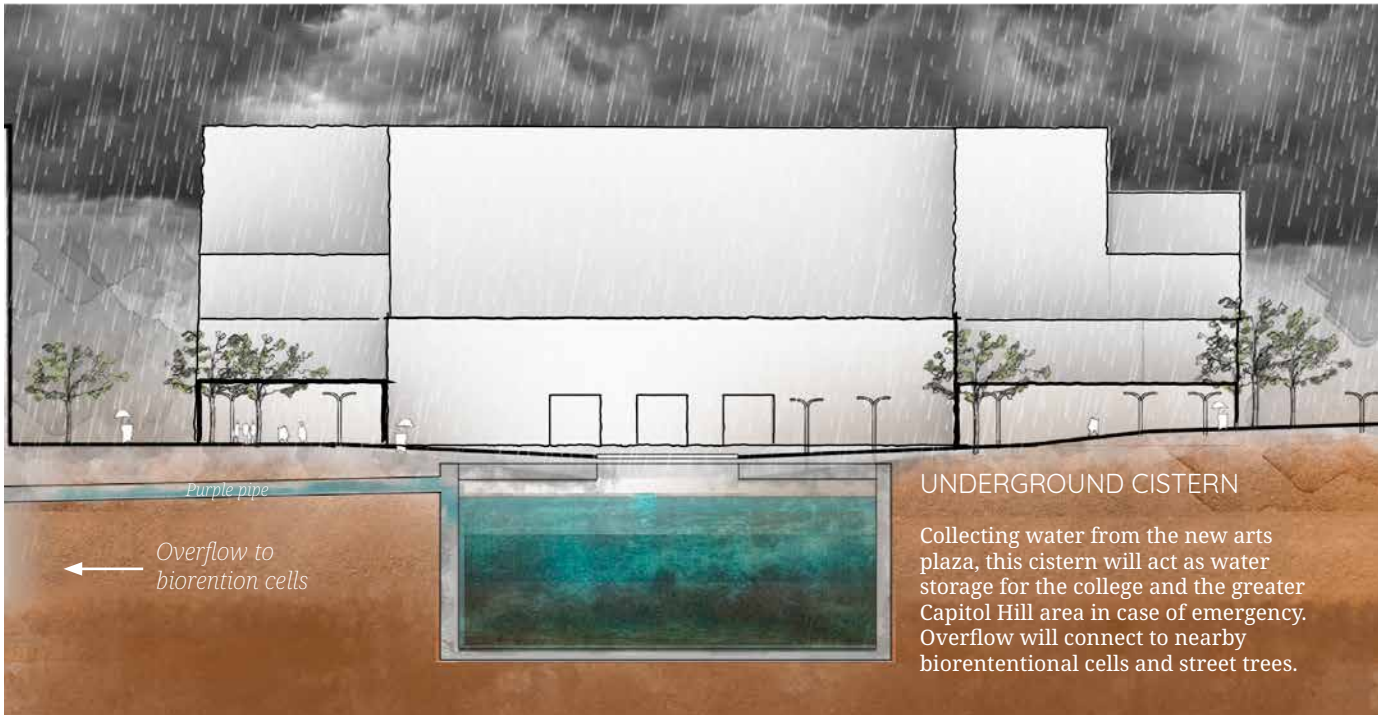 Purple pipe
Overflow to
biorention cells
UNDERGROUND CISTERN
Collecting water from the new arts
plaza, this cistern will act as water
storage for the college and the greater
Capitol Hill area in case of emergency.
Overflow will connect to nearby
biorententional cells and street trees.